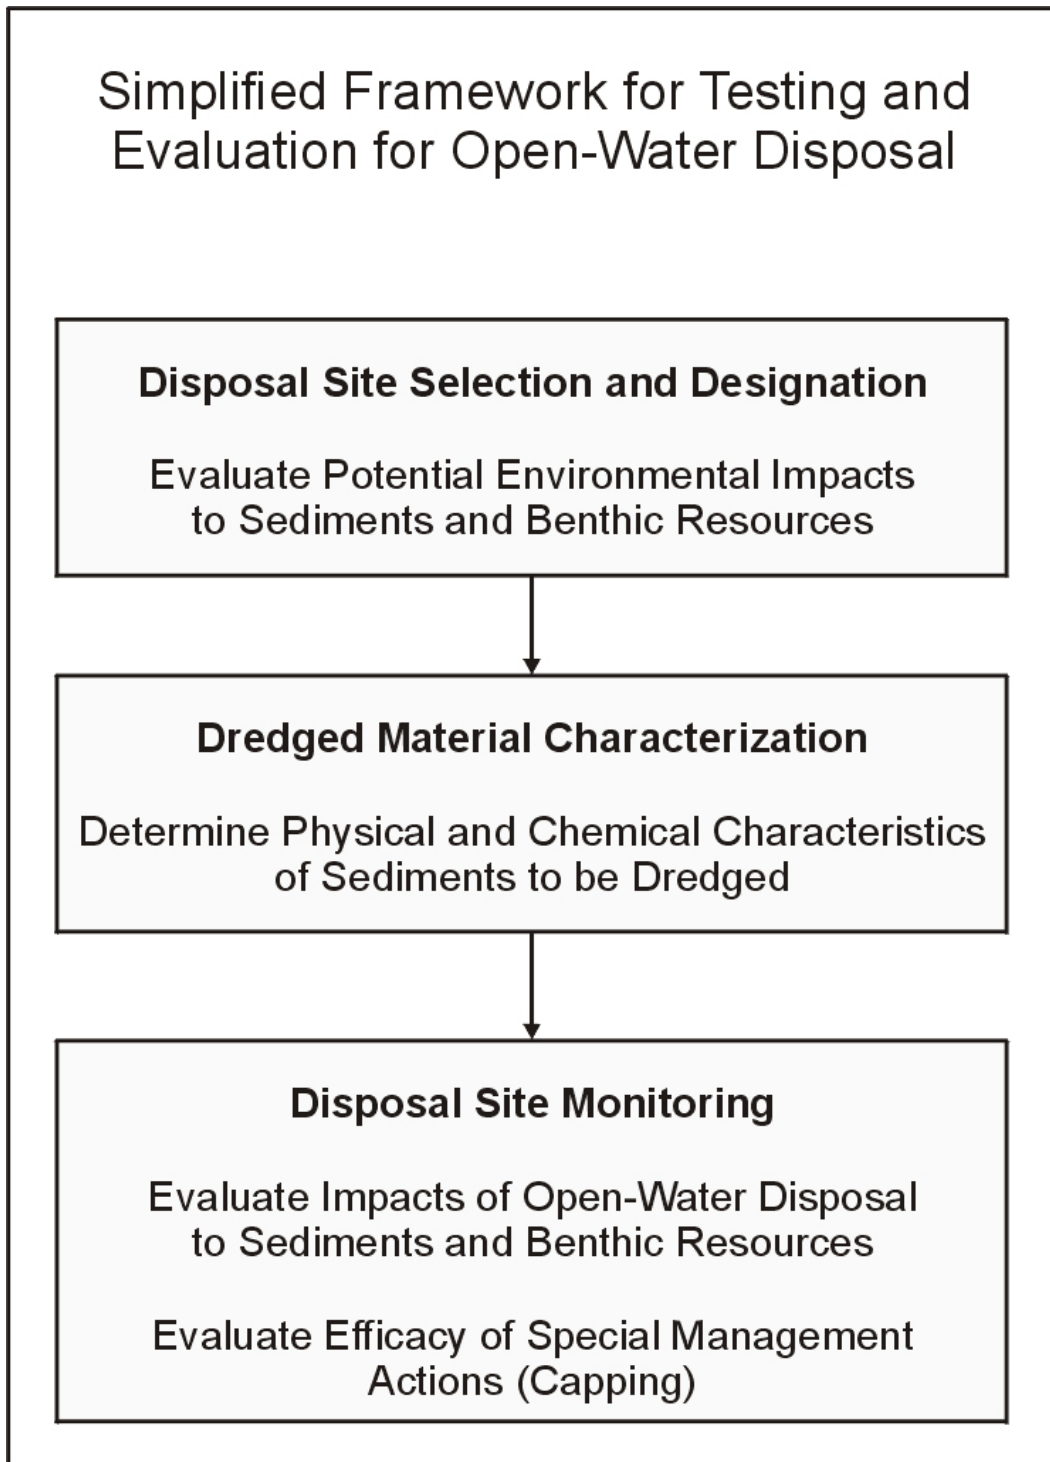 Simplified Framework for Testing and
Evaluation for Open-Water Disposal
Disposal Site Selection and Designation
Evaluate Potential Environmental Impacts
to Sediments and Benthic Resources
Dredged Material Characterization
Determine Physical and Chemical Characteristics
of Sediments to be Dredged
Disposal Site Monitoring
Evaluate Impacts of Open-Water Disposal
to Sediments and Benthic Resources
Evaluate Efficacy of Special Management
Actions (Capping)